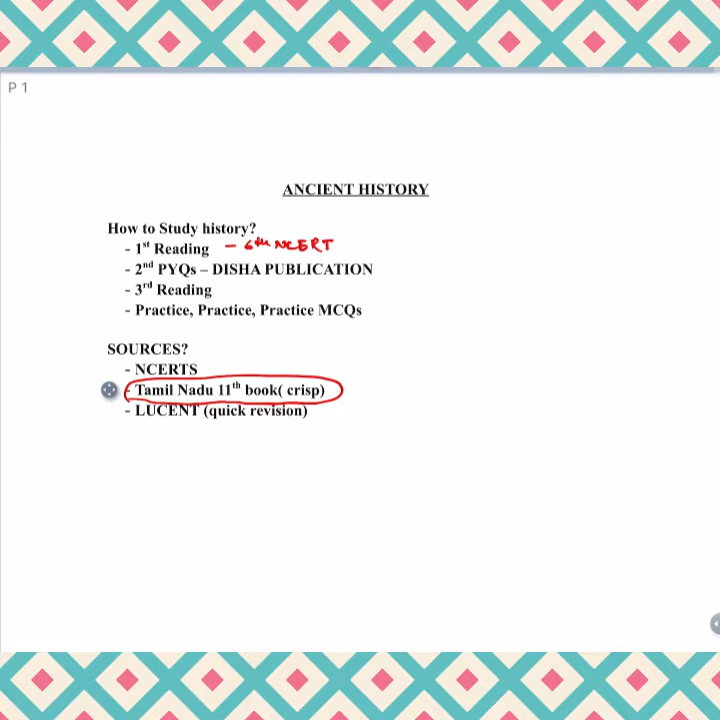 P 1
ANCIENT HISTORY
How to Study history?
- 1st Reading – 6th NCERT
- 2nd PYQs – DISHA PUBLICATION
- 3rd Reading
- Practice, Practice, Practice MCQs
SOURCES?
- NCERTS
- Tamil Nadu 11th book( crisp)
- LUCENT (quick revision)